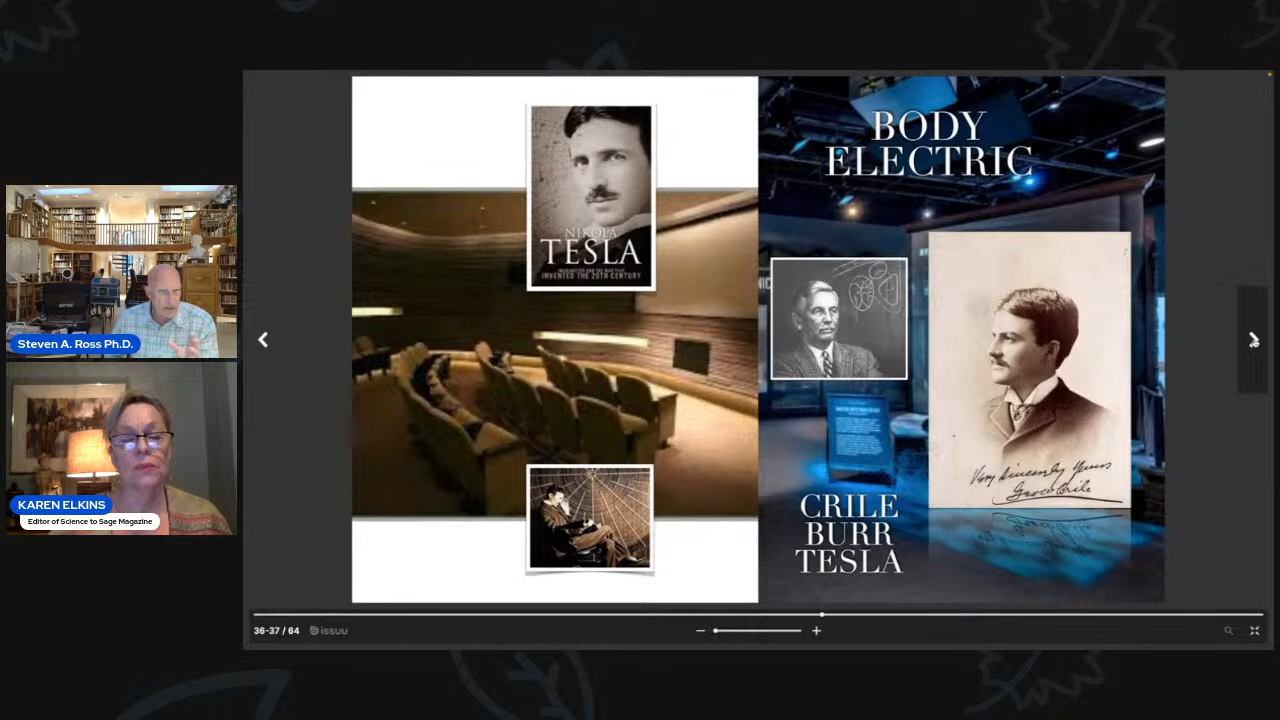 Steven A. Ross Ph.D.
KAREN ELKINS
Editor of Science to Sage Magazine
NIKOLA
TESLA
INVENTED THE 20TH CENTURY
BODY
ELECTRIC
Very Sincerely Yours
CRILE
BURR
TESLA
36-37 / 64
issuu